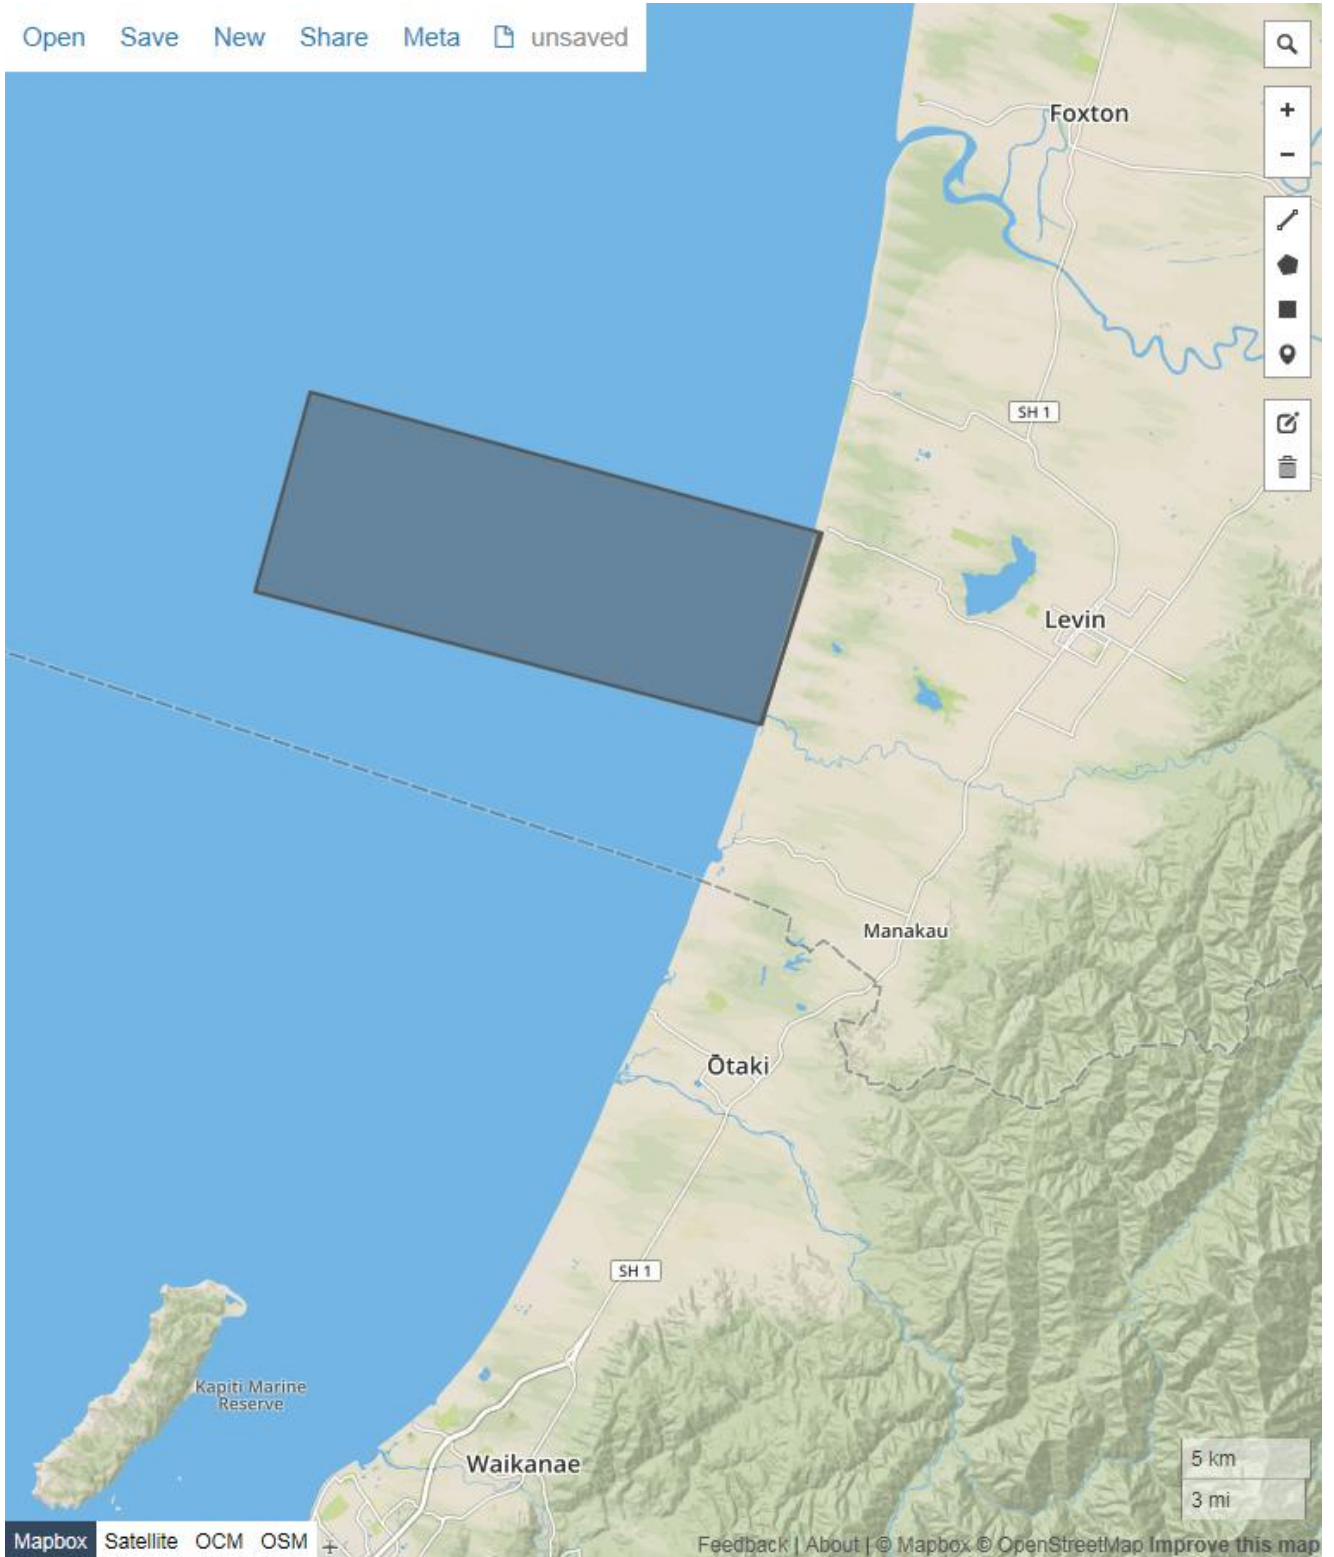 Open Save New Share Meta unsaved
Foxton
+
−
SH 1
Levin
Manakau
Ōtaki
SH 1
Kapiti Marine
Reserve
Waikanae
5 km
3 mi
Mapbox Satellite OCM OSM
Feedback | About | © Mapbox © OpenStreetMap Improve this map